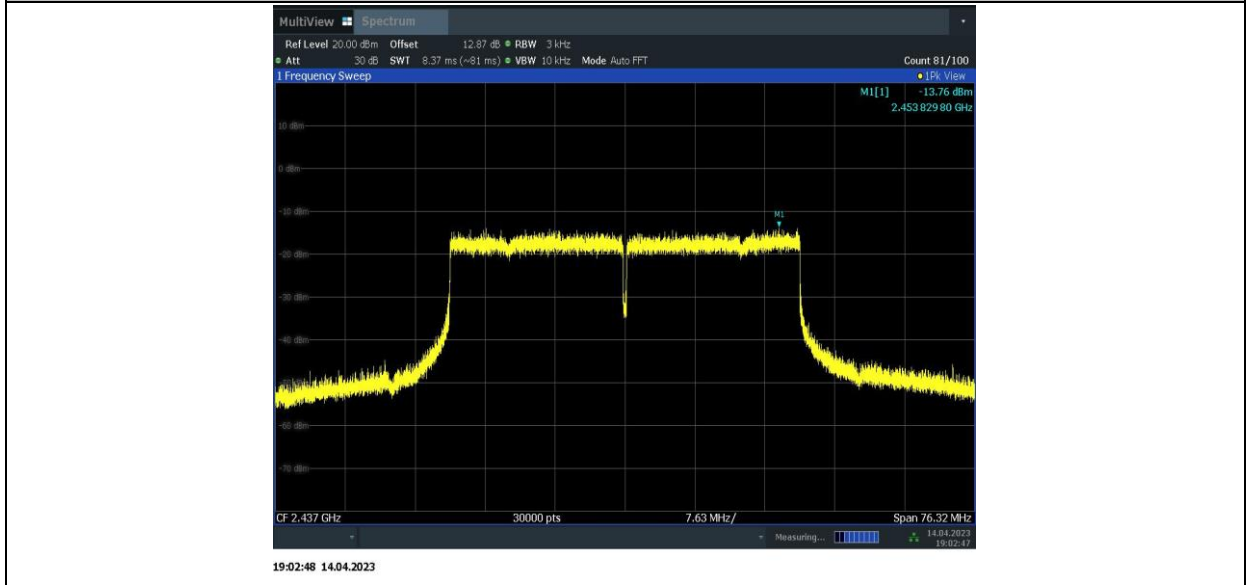 MultiView Spectrum
Ref Level 20.00 dBm Offset 12.87 dB RBW 3 kHz
Att 30 dB SWT 8.37 ms (~81 ms) VBW 10 kHz Mode Auto FFT Count 81/100
1 Frequency Sweep 1Pk View
M1[1] -13.76 dBm
2.453 829 80 GHz
10 dBm
0 dBm
-10 dBm
M1
-20 dBm
-30 dBm
-40 dBm
-60 dBm
-70 dBm
CF 2.437 GHz 30000 pts 7.63 MHz/ Span 76.32 MHz
Measuring... 14.04.2023
19:02:47
19:02:48 14.04.2023